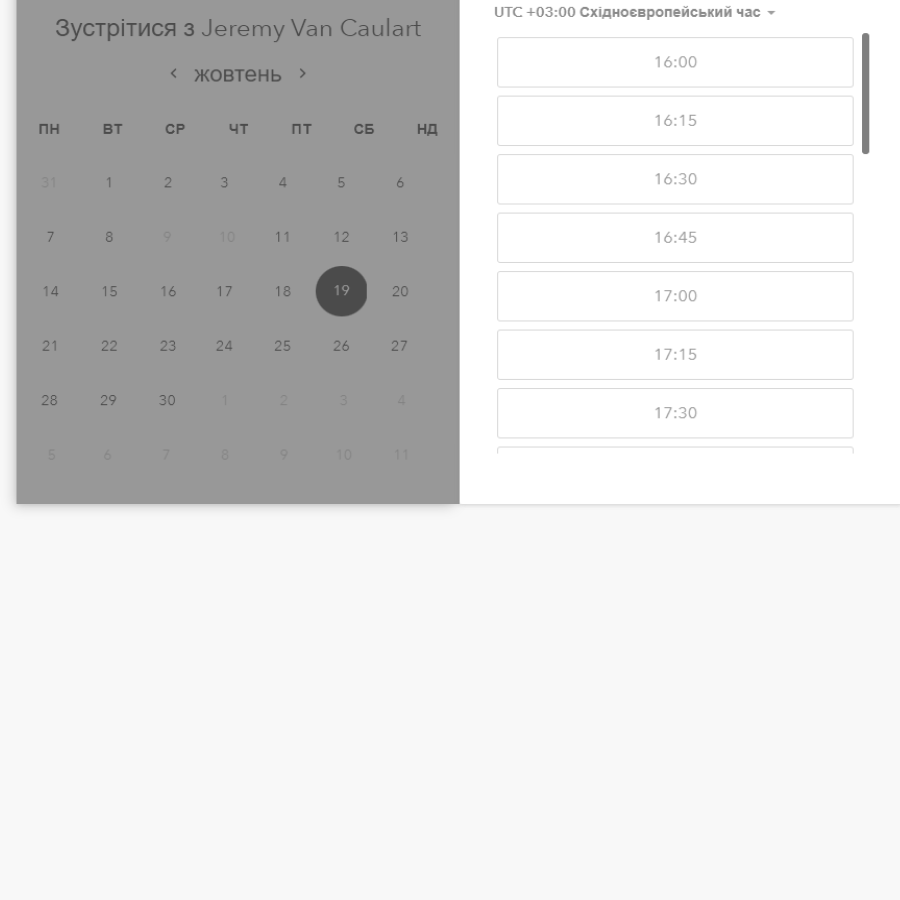 Зустрітися з Jeremy Van Caulart
жовтень
ПН ВТ СР ЧТ ПТ СБ НД
31 1 2 3 4 5 6
7 8 9 10 11 12 13
14 15 16 17 18 19 20
21 22 23 24 25 26 27
28 29 30 1 2 3 4
5 6 7 8 9 10 11
UTC +03:00 Східноєвропейський час
16:00
16:15
16:30
16:45
17:00
17:15
17:30